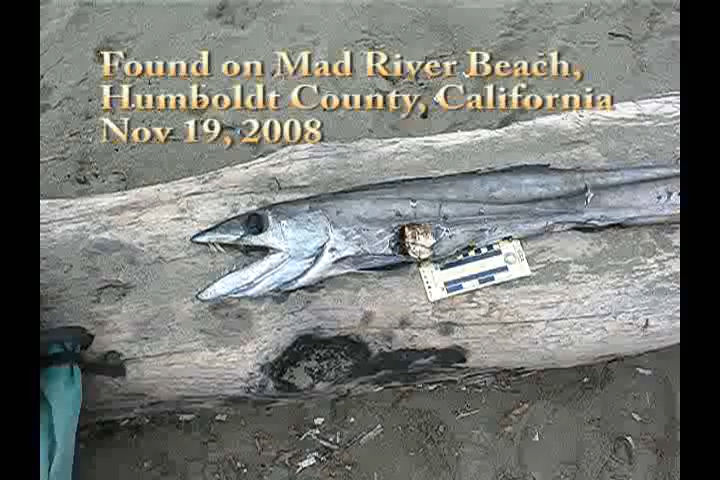 Found on Mad River Beach,
Humboldt County, California
Nov 19, 2008